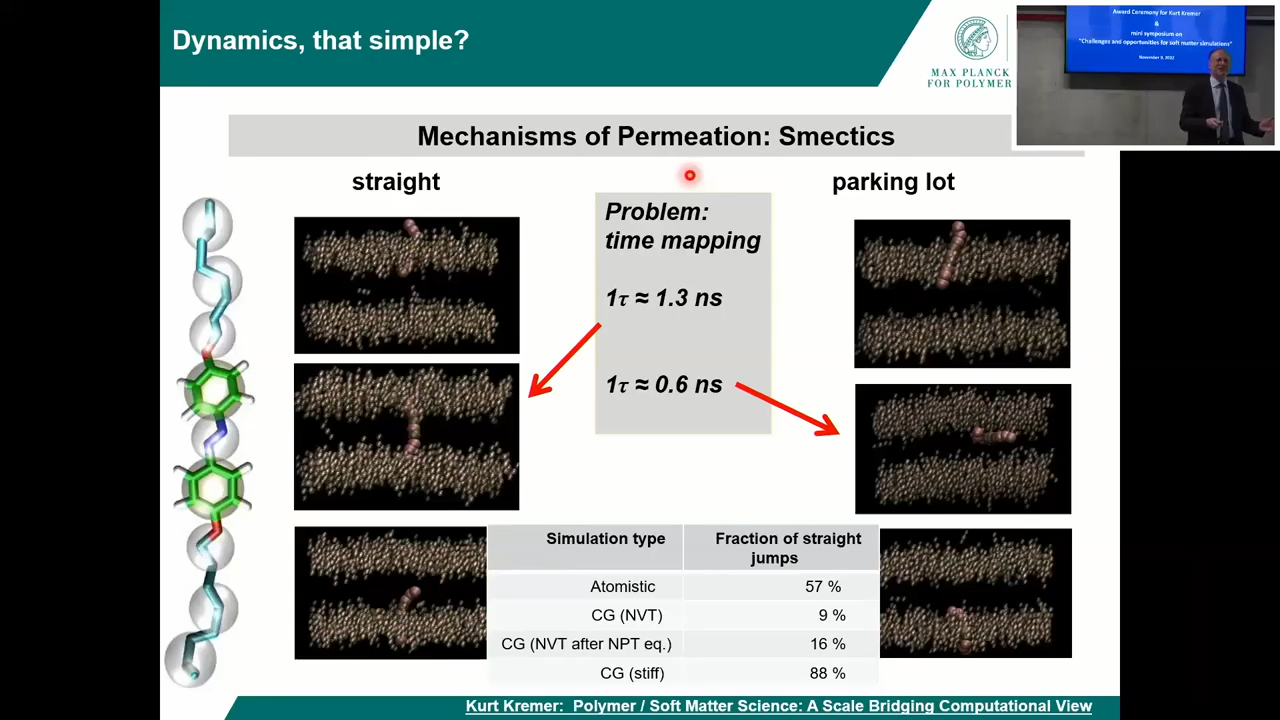 Dynamics, that simple?
MAX PLANCK
FOR POLYMER
Award Ceremony for Kurt Kremer
&
mini symposium on
"Challenges and opportunities for soft matter simulations"
November 9, 2022
Mechanisms of Permeation: Smectics
straight
parking lot
Problem:
time mapping
1τ ≈ 1.3 ns
1τ ≈ 0.6 ns
Simulation type
Fraction of straight
jumps
Atomistic 57 %
CG (NVT) 9 %
CG (NVT after NPT eq.) 16 %
CG (stiff) 88 %
Kurt Kremer: Polymer / Soft Matter Science: A Scale Bridging Computational View